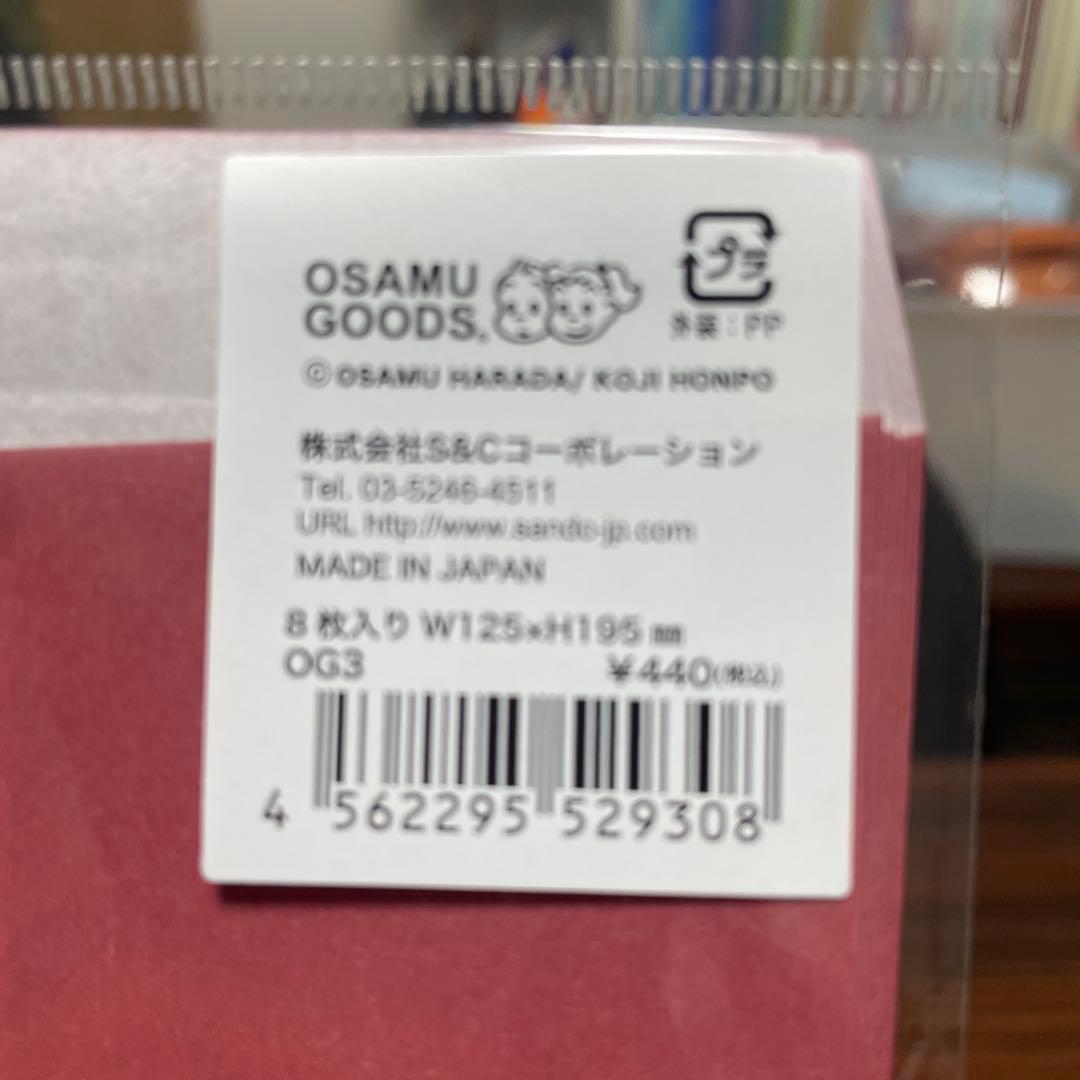 OSAMU
GOODS.
プラ
外装：PP
©OSAMU HARADA/ KOJI HONPO
株式会社S&Cコーポレーション
Tel. 03-5246-4511
URL http://www.sandc-jp.com
MADE IN JAPAN
8枚入り W125×H195㎜
OG3 ¥440(税込)
4 562295 529308